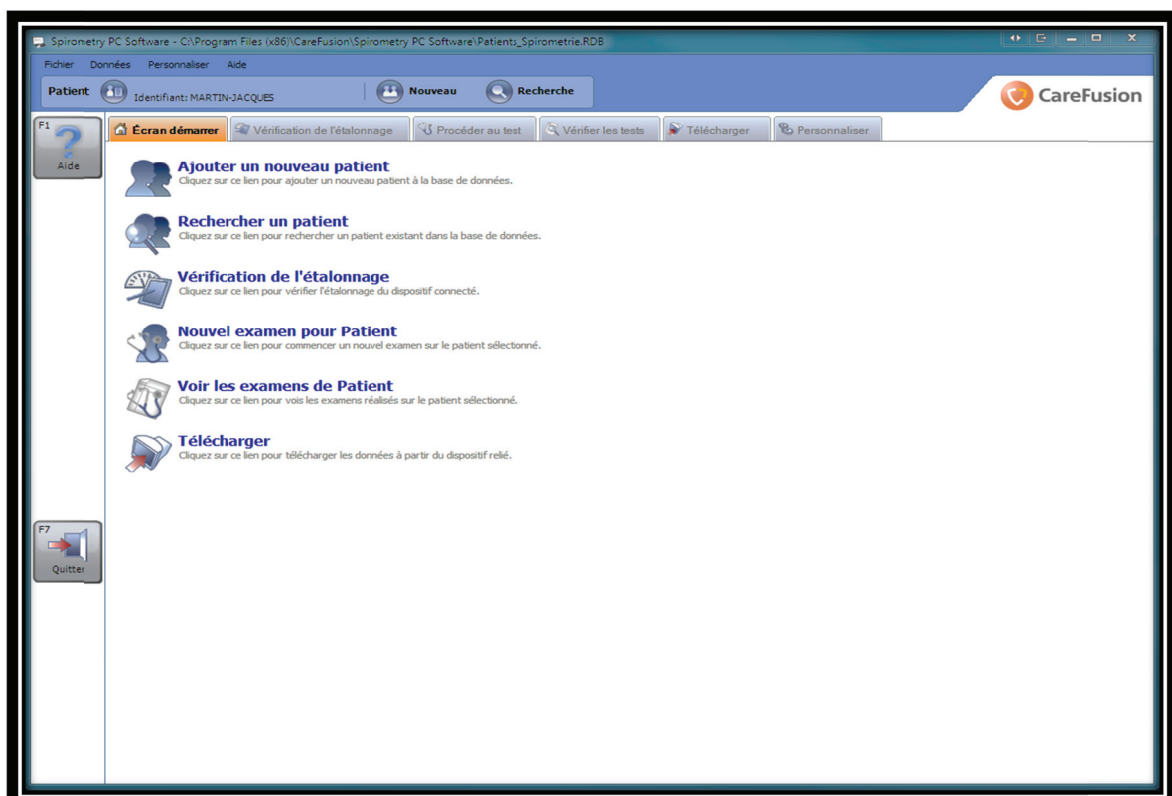 Spirometry PC Software - C:\Program Files (x86)\CareFusion\Spirometry PC Software\Patients_Spirometrie.RDB
Fichier Données Personnaliser Aide
Patient Identifiant: MARTIN-JACQUES Nouveau Recherche
CareFusion
F1
Aide
Écran démarrer Vérification de l'étalonnage Procéder au test Vérifier les tests Télécharger Personnaliser
Ajouter un nouveau patient
Cliquez sur ce lien pour ajouter un nouveau patient à la base de données.
Rechercher un patient
Cliquez sur ce lien pour rechercher un patient existant dans la base de données.
Vérification de l'étalonnage
Cliquez sur ce lien pour vérifier l'étalonnage du dispositif connecté.
Nouvel examen pour Patient
Cliquez sur ce lien pour commencer un nouvel examen sur le patient sélectionné.
Voir les examens de Patient
Cliquez sur ce lien pour vois les examens réalisés sur le patient sélectionné.
Télécharger
Cliquez sur ce lien pour télécharger les données à partir du dispositif relié.
F7
Quitter